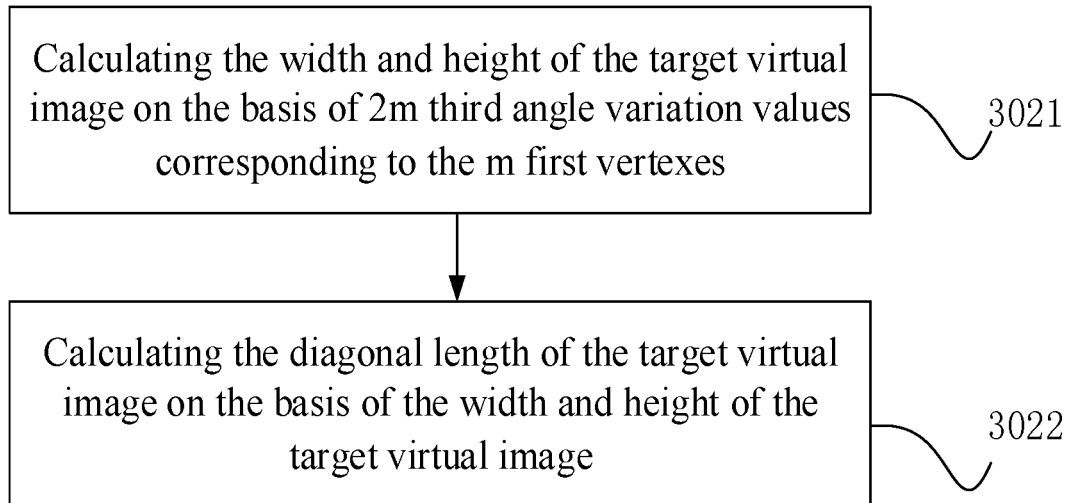 Calculating the width and height of the target virtual
image on the basis of 2m third angle variation values
corresponding to the m first vertexes
3021
Calculating the diagonal length of the target virtual
image on the basis of the width and height of the
target virtual image
3022